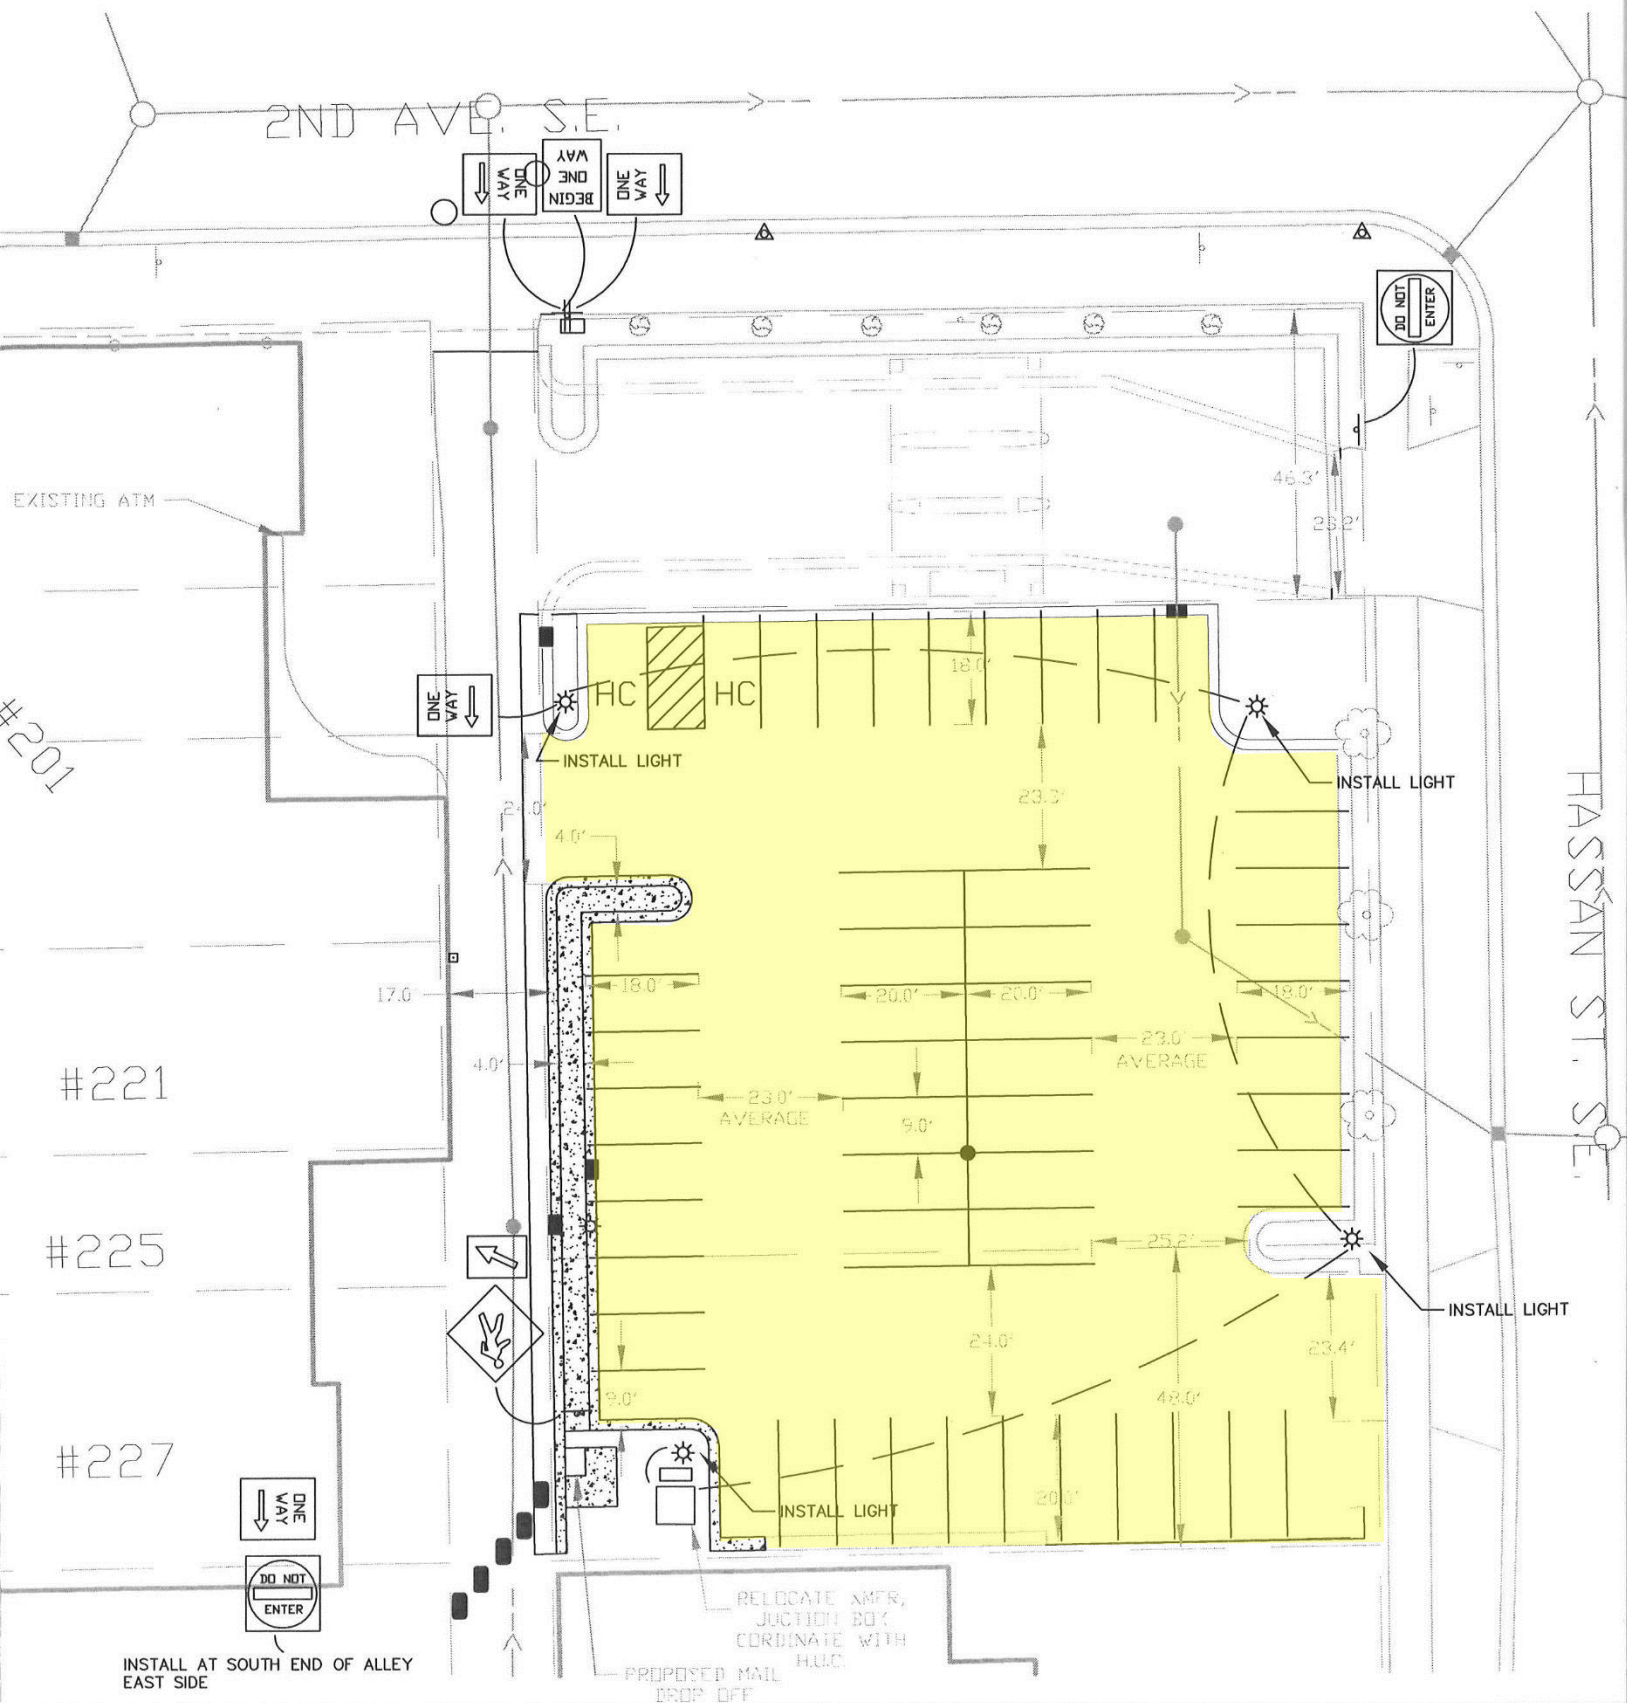 2ND AVE. S.E.
ONE
WAY
BEGIN
ONE
WAY
ONE
WAY
DO NOT
ENTER
46.3'
26.2'
EXISTING ATM
18.0'
HC
HC
ONE
WAY
#201
INSTALL LIGHT
INSTALL LIGHT
24.0'
23.3'
4.0'
HASSAN ST. S.E.
17.0
18.0'
20.0'
20.0'
18.0'
4.0'
23.0'
AVERAGE
#221
23.0'
AVERAGE
9.0'
#225
25.2'
INSTALL LIGHT
24.0'
23.4'
9.0'
48.0'
#227
ONE
WAY
20.0'
INSTALL LIGHT
DO NOT
ENTER
RELOCATE XMFR,
JUCTION BOX
CORDINATE WITH
H.U.C.
INSTALL AT SOUTH END OF ALLEY
EAST SIDE
PROPOSED MAIL
DROP OFF